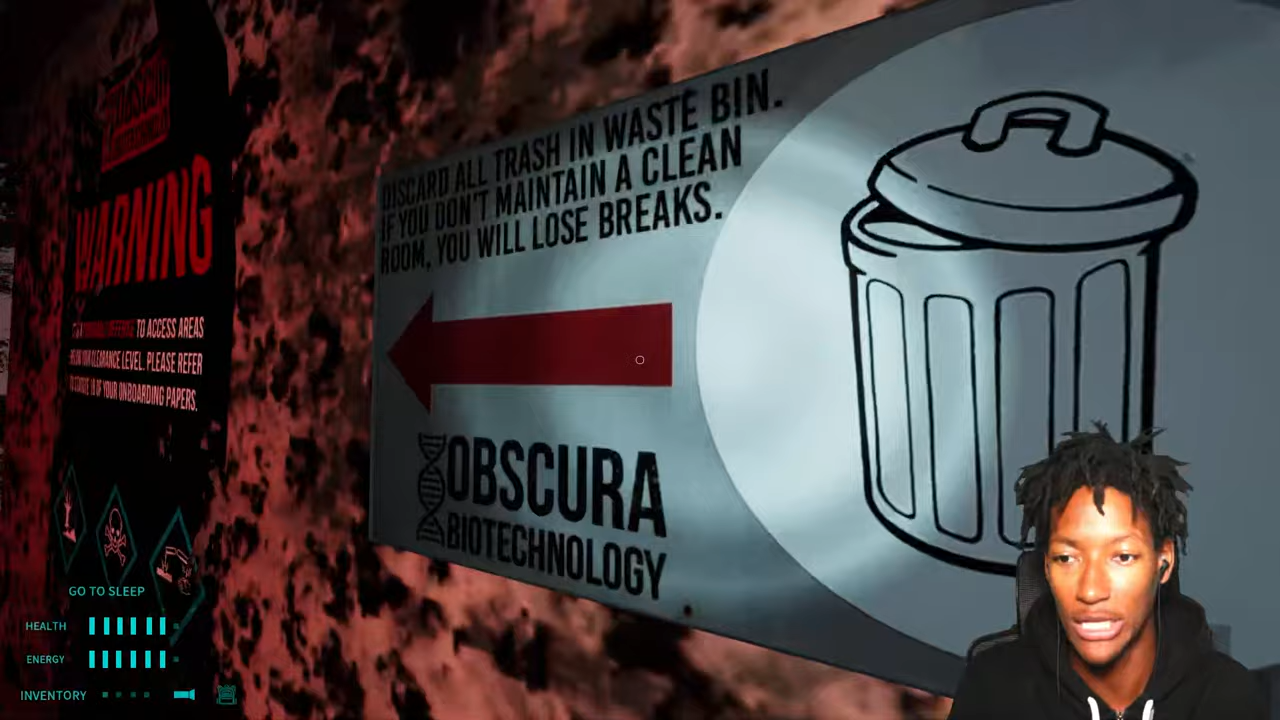 WARNING
TO ACCESS AREAS
CLEARANCE LEVEL. PLEASE REFER
OF YOUR ONBOARDING PAPERS.
DISCARD ALL TRASH IN WASTE BIN.
IF YOU DON'T MAINTAIN A CLEAN
ROOM, YOU WILL LOSE BREAKS.
OBSCURA
BIOTECHNOLOGY
GO TO SLEEP
HEALTH
ENERGY
INVENTORY